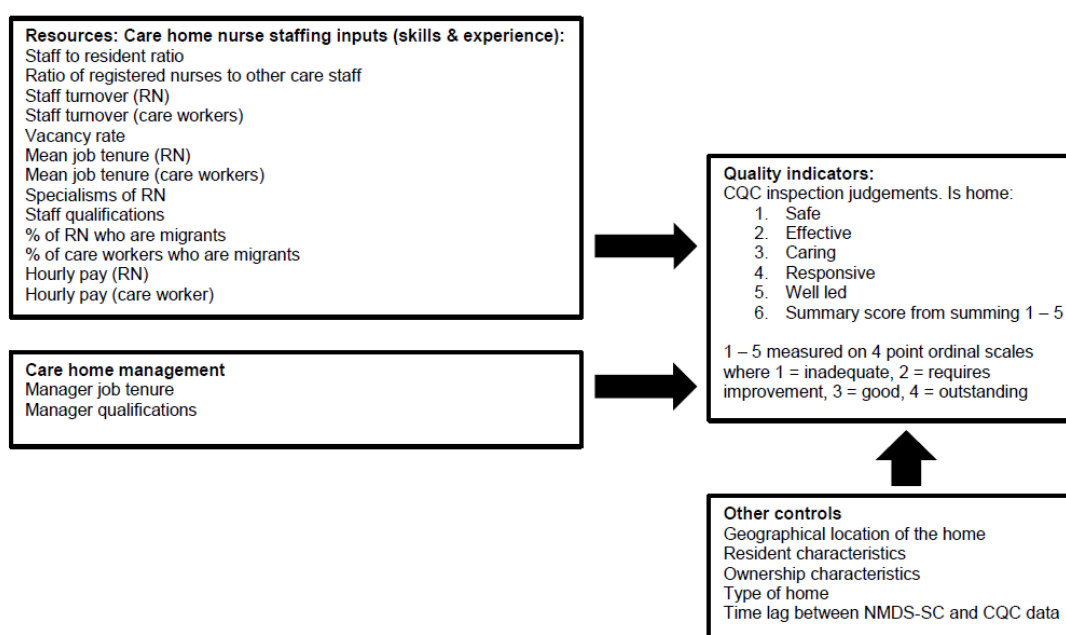 Resources: Care home nurse staffing inputs (skills & experience):
Staff to resident ratio
Ratio of registered nurses to other care staff
Staff turnover (RN)
Staff turnover (care workers)
Vacancy rate
Mean job tenure (RN)
Mean job tenure (care workers)
Specialisms of RN
Staff qualifications
% of RN who are migrants
% of care workers who are migrants
Hourly pay (RN)
Hourly pay (care worker)
Care home management
Manager job tenure
Manager qualifications
Quality indicators:
CQC inspection judgements. Is home:
1. Safe
2. Effective
3. Caring
4. Responsive
5. Well led
6. Summary score from summing 1 – 5
1 – 5 measured on 4 point ordinal scales
where 1 = inadequate, 2 = requires
improvement, 3 = good, 4 = outstanding
Other controls
Geographical location of the home
Resident characteristics
Ownership characteristics
Type of home
Time lag between NMDS-SC and CQC data